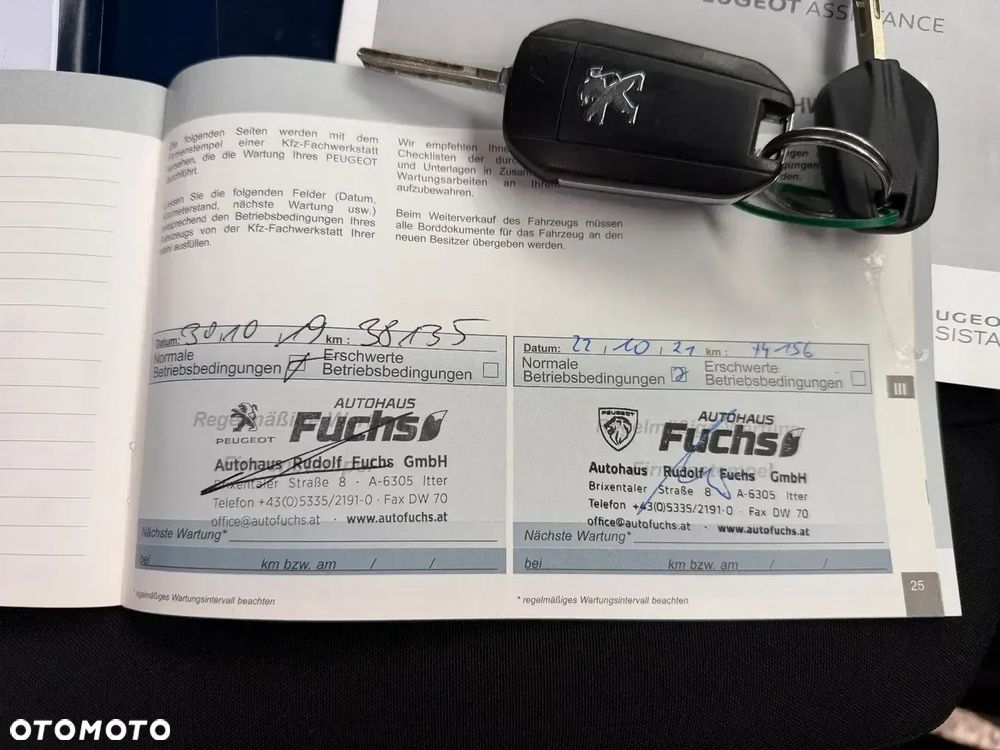 PEUGEOT ASSISTANCE
folgenden Seiten werden mit dem
einer Kfz-Fachwerkstatt
die die Wartung Ihres PEUGEOT
Sie die folgenden Felder (Datum,
nächste Wartung usw.)
den Betriebsbedingungen Ihres
von der Kfz-Fachwerkstatt Ihrer
ausfüllen.
Wir empfehlen
Checklisten der
und Unterlagen in
Wartungsarbeiten an Ihrem
aufzubewahren.
Beim Weiterverkauf des Fahrzeugs müssen
alle Borddokumente für das Fahrzeug an den
neuen Besitzer übergeben werden.
Datum: 30,10,19 km: 38135
Normale Betriebsbedingungen
Erschwerte Betriebsbedingungen
PEUGEOT
AUTOHAUS
Fuchs
Autohaus Rudolf Fuchs GmbH
Brixentaler Straße 8 · A-6305 Itter
Telefon +43(0)5335/2191-0 · Fax DW 70
office@autofuchs.at · www.autofuchs.at
Nächste Wartung*
bei km bzw. am / /
* regelmäßiges Wartungsintervall beachten
Datum: 22,10,21 km: 74156
Normale Betriebsbedingungen
Erschwerte Betriebsbedingungen
PEUGEOT
AUTOHAUS
Fuchs
Autohaus Rudolf Fuchs GmbH
Brixentaler Straße 8 · A-6305 Itter
Telefon +43(0)5335/2191-0 · Fax DW 70
office@autofuchs.at · www.autofuchs.at
Nächste Wartung*
bei km bzw. am / /
* regelmäßiges Wartungsintervall beachten
III
25
OTOMOTO